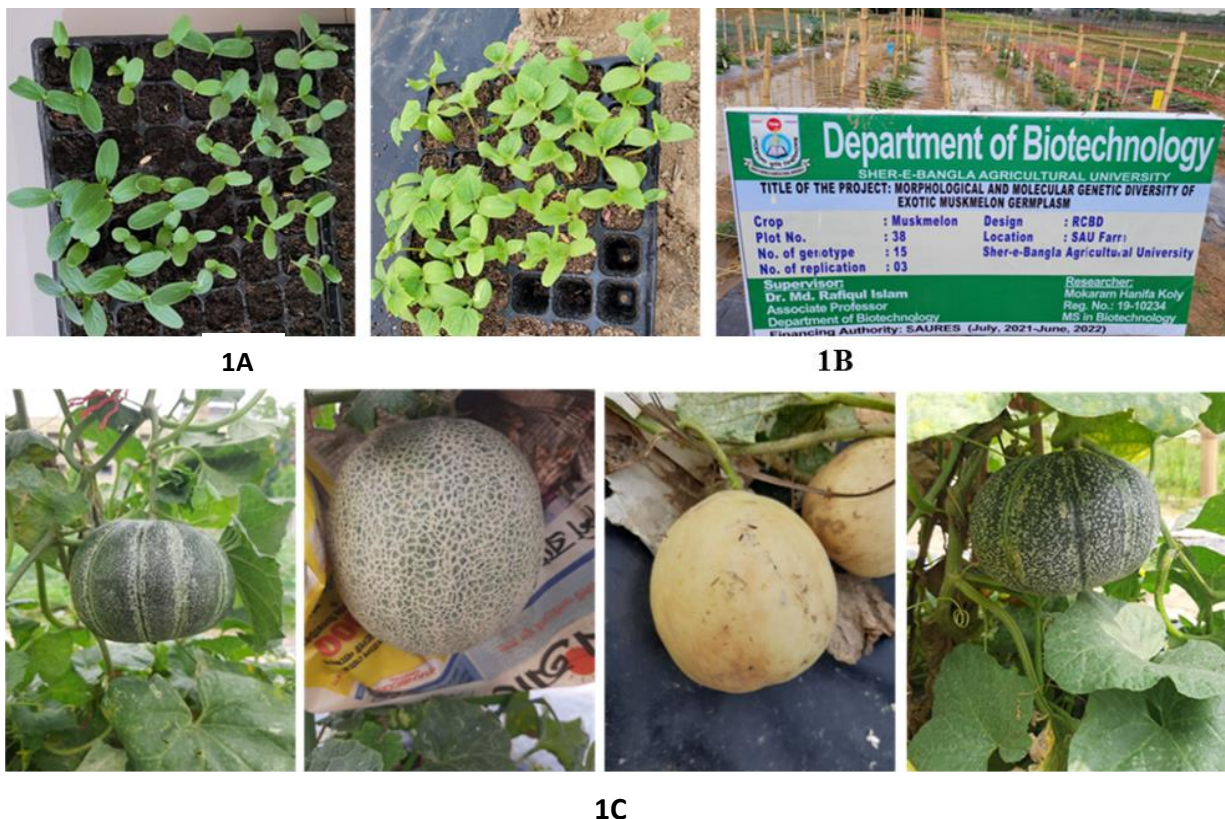 Department of Biotechnology
SHER-E-BANGLA AGRICULTURAL UNIVERSITY
TITLE OF THE PROJECT: MORPHOLOGICAL AND MOLECULAR GENETIC DIVERSITY OF
EXOTIC MUSKMELON GERMPLASM
Crop : Muskmelon Design : RCBD
Plot No. : 38 Location : SAU Farm
No. of genotype : 15 Sher-e-Bangla Agricultural University
No. of replication : 03
Supervisor: Researcher:
Dr. Md. Rafiqul Islam Mokaram Hanifa Koly
Associate Professor Reg. No.: 19-10234
Department of Biotechnology MS in Biotechnology
Financing Authority: SAURES (July, 2021-June, 2022)
1A
1B
1C